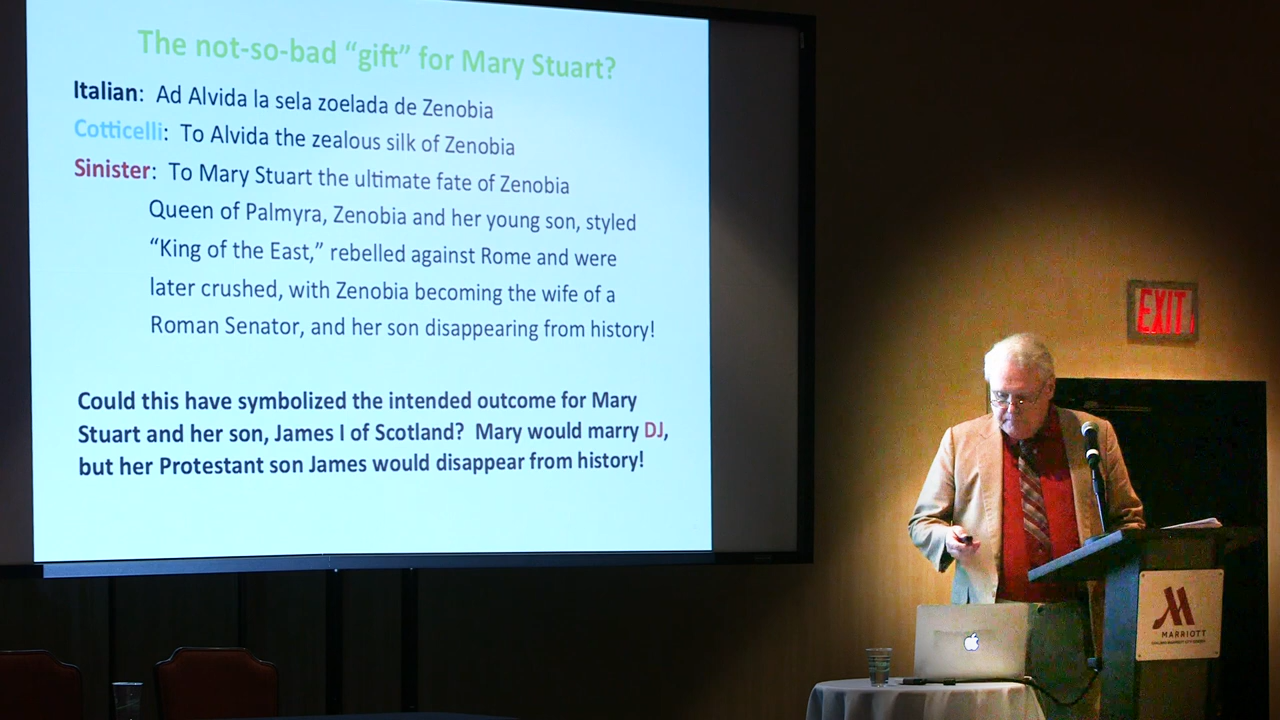 The not-so-bad “gift” for Mary Stuart?
Italian: Ad Alvida la sela zoelada de Zenobia
Cotticelli: To Alvida the zealous silk of Zenobia
Sinister: To Mary Stuart the ultimate fate of Zenobia
Queen of Palmyra, Zenobia and her young son, styled
“King of the East,” rebelled against Rome and were
later crushed, with Zenobia becoming the wife of a
Roman Senator, and her son disappearing from history!
Could this have symbolized the intended outcome for Mary
Stuart and her son, James I of Scotland? Mary would marry DJ,
but her Protestant son James would disappear from history!
EXIT
MARRIOTT